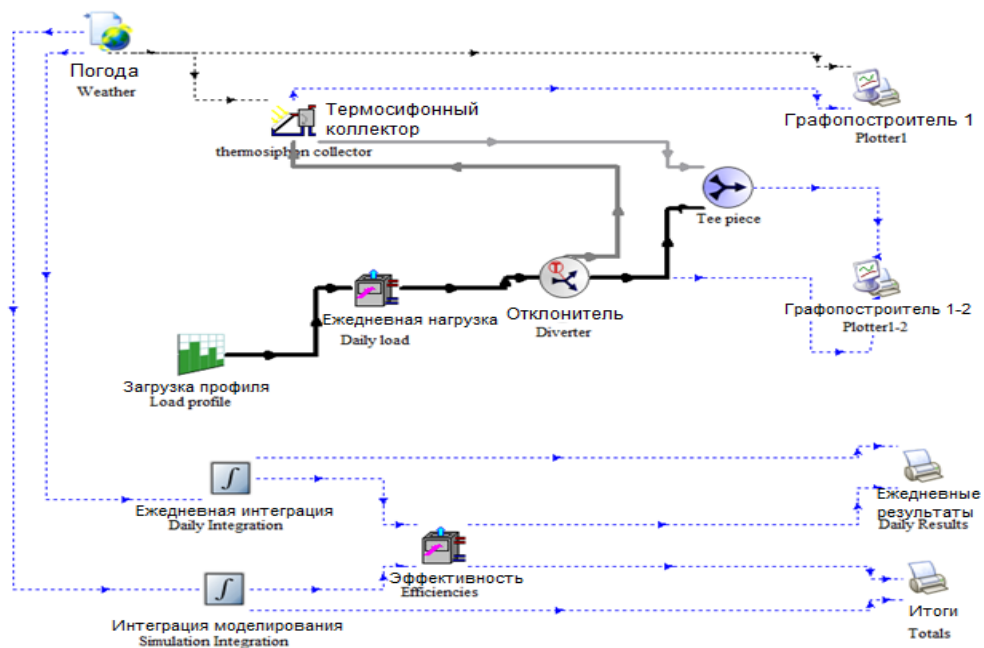 Погода
Weather
Термосифонный
коллектор
thermosiphon collector
Графопостроитель 1
Plotter1
Tee piece
Ежедневная нагрузка
Daily load
Отклонитель
Diverter
Графопостроитель 1-2
Plotter1-2
Загрузка профиля
Load profile
Ежедневная интеграция
Daily Integration
Ежедневные
результаты
Daily Results
Эффективность
Efficiencies
Интеграция моделирования
Simulation Integration
Итоги
Totals